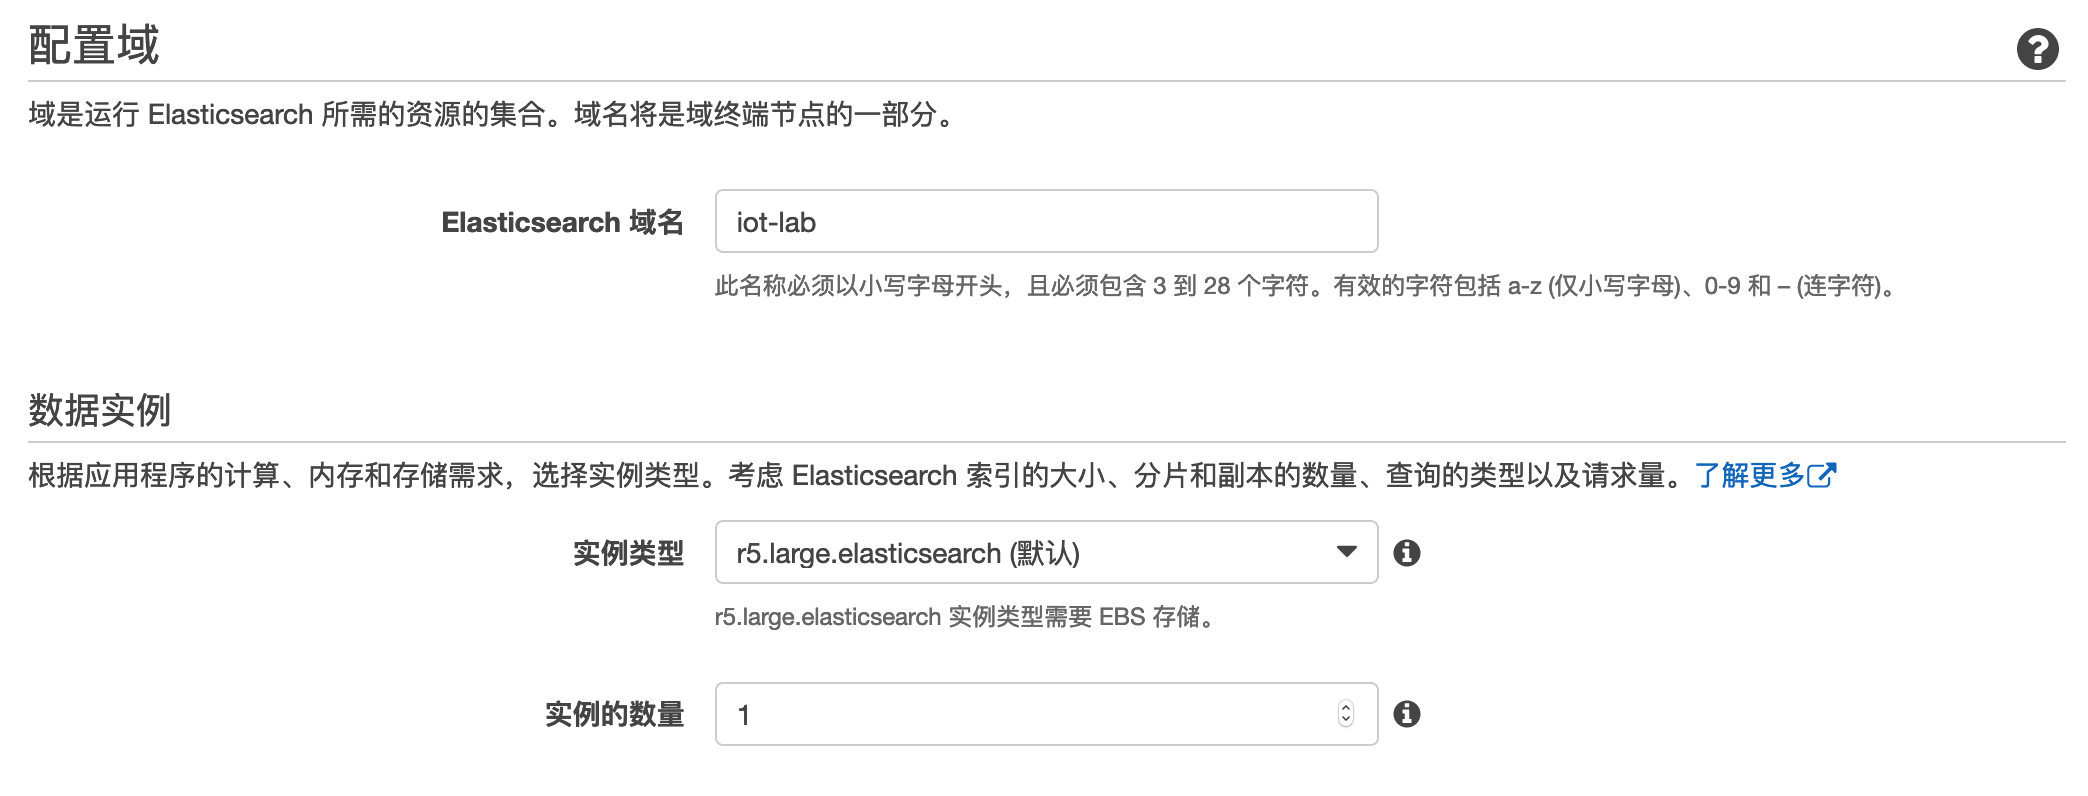 配置域
域是运行 Elasticsearch 所需的资源的集合。域名将是域终端节点的一部分。
Elasticsearch 域名
iot-lab
此名称必须以小写字母开头，且必须包含 3 到 28 个字符。有效的字符包括 a-z (仅小写字母)、0-9 和 – (连字符)。
数据实例
根据应用程序的计算、内存和存储需求，选择实例类型。考虑 Elasticsearch 索引的大小、分片和副本的数量、查询的类型以及请求量。了解更多
实例类型
r5.large.elasticsearch (默认)
r5.large.elasticsearch 实例类型需要 EBS 存储。
实例的数量
1